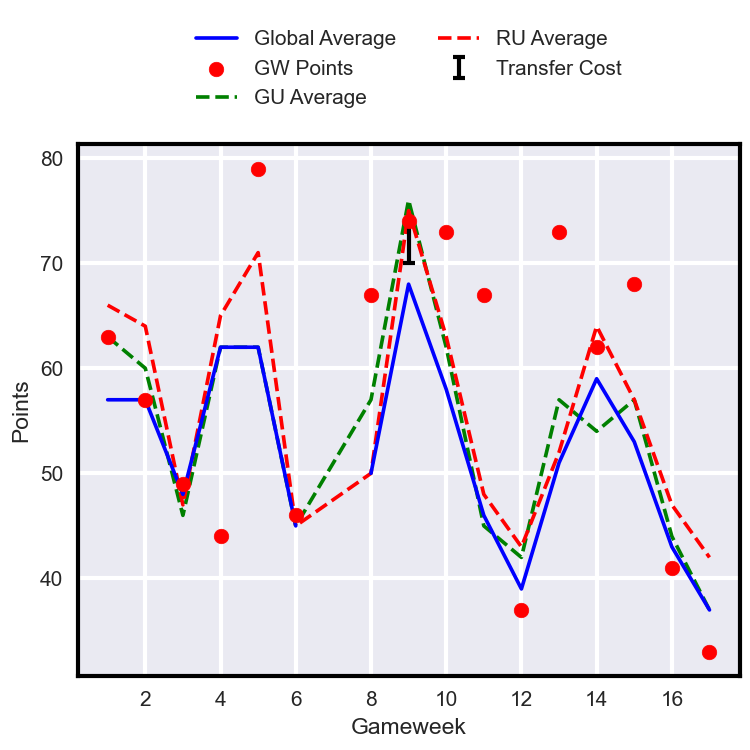 Global Average
GW Points
GU Average
RU Average
Transfer Cost
80
70
60
50
40
Points
2 4 6 8 10 12 14 16
Gameweek